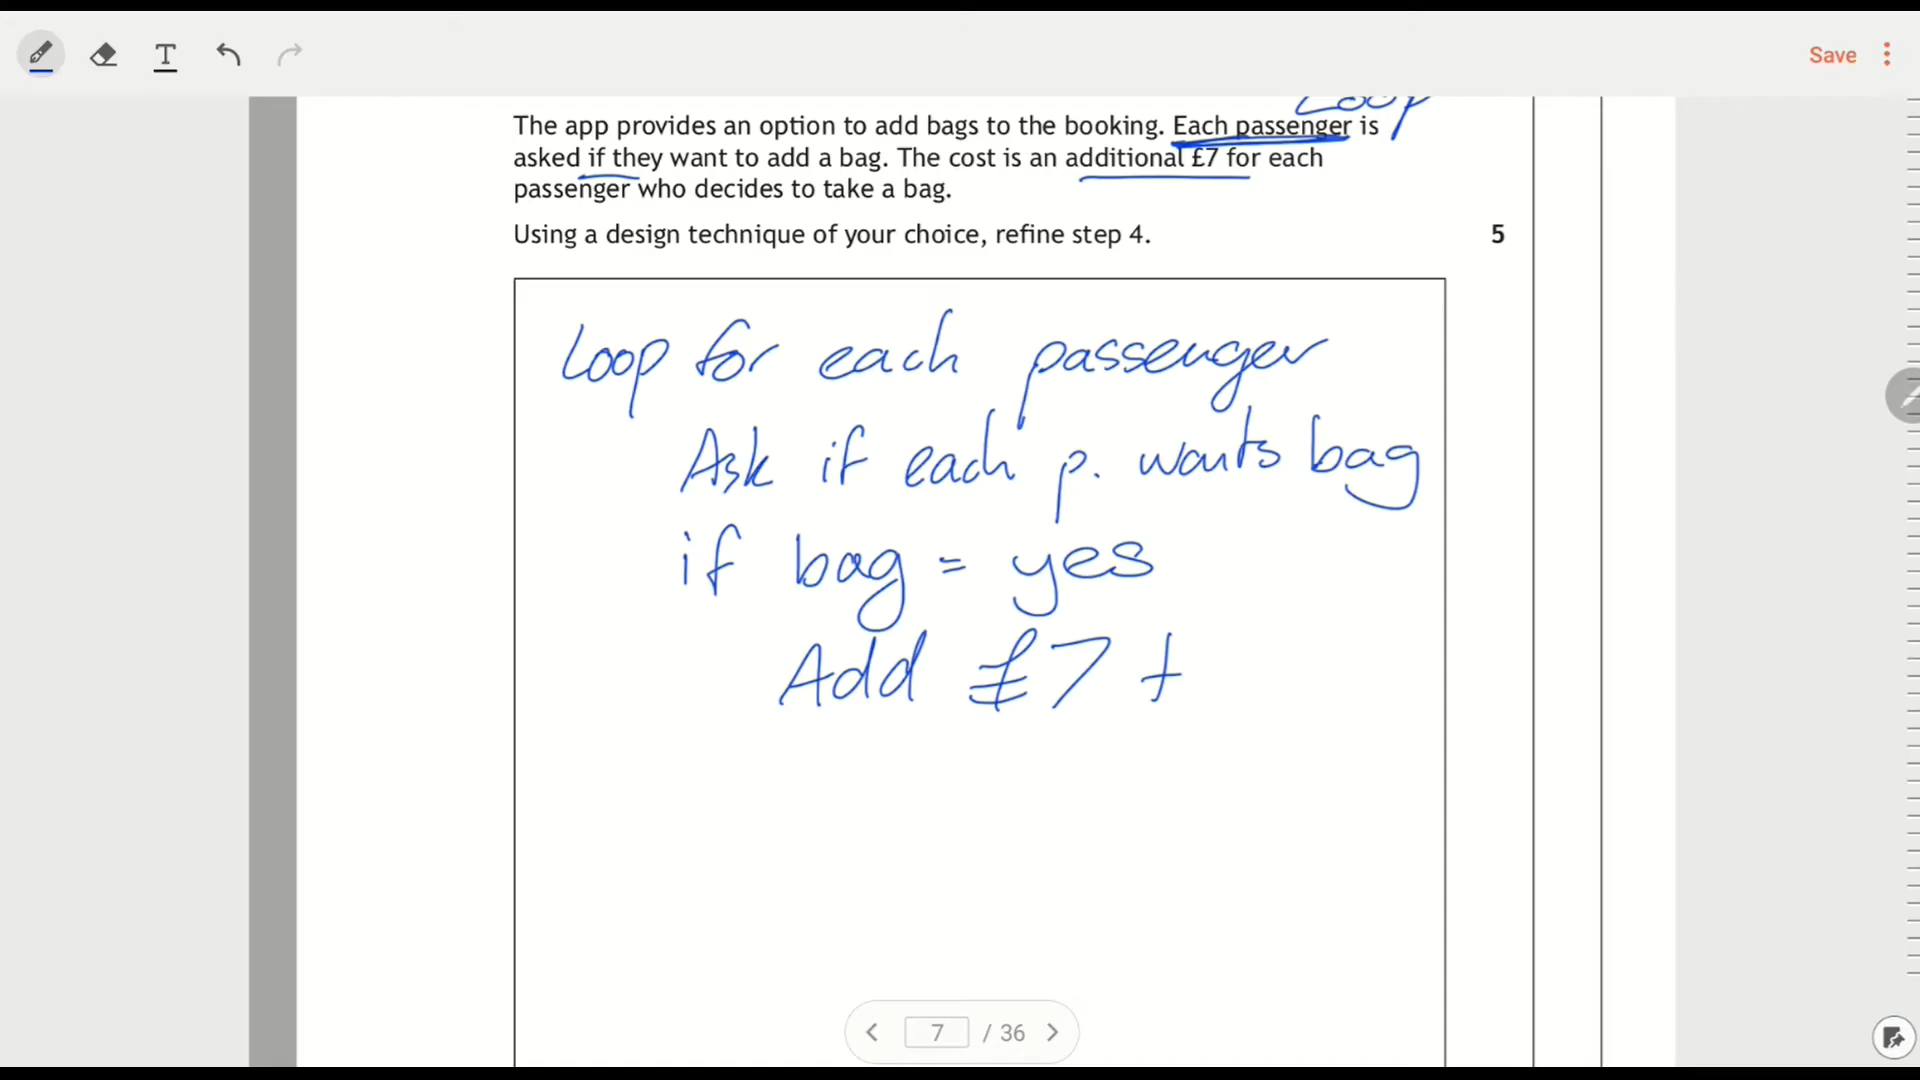 T Save
Loop
The app provides an option to add bags to the booking. Each passenger is
asked if they want to add a bag. The cost is an additional £7 for each
passenger who decides to take a bag.
Using a design technique of your choice, refine step 4. 5
Loop for each passenger
Ask if each p. wants bag
if bag = yes
Add £7 t
7 / 36